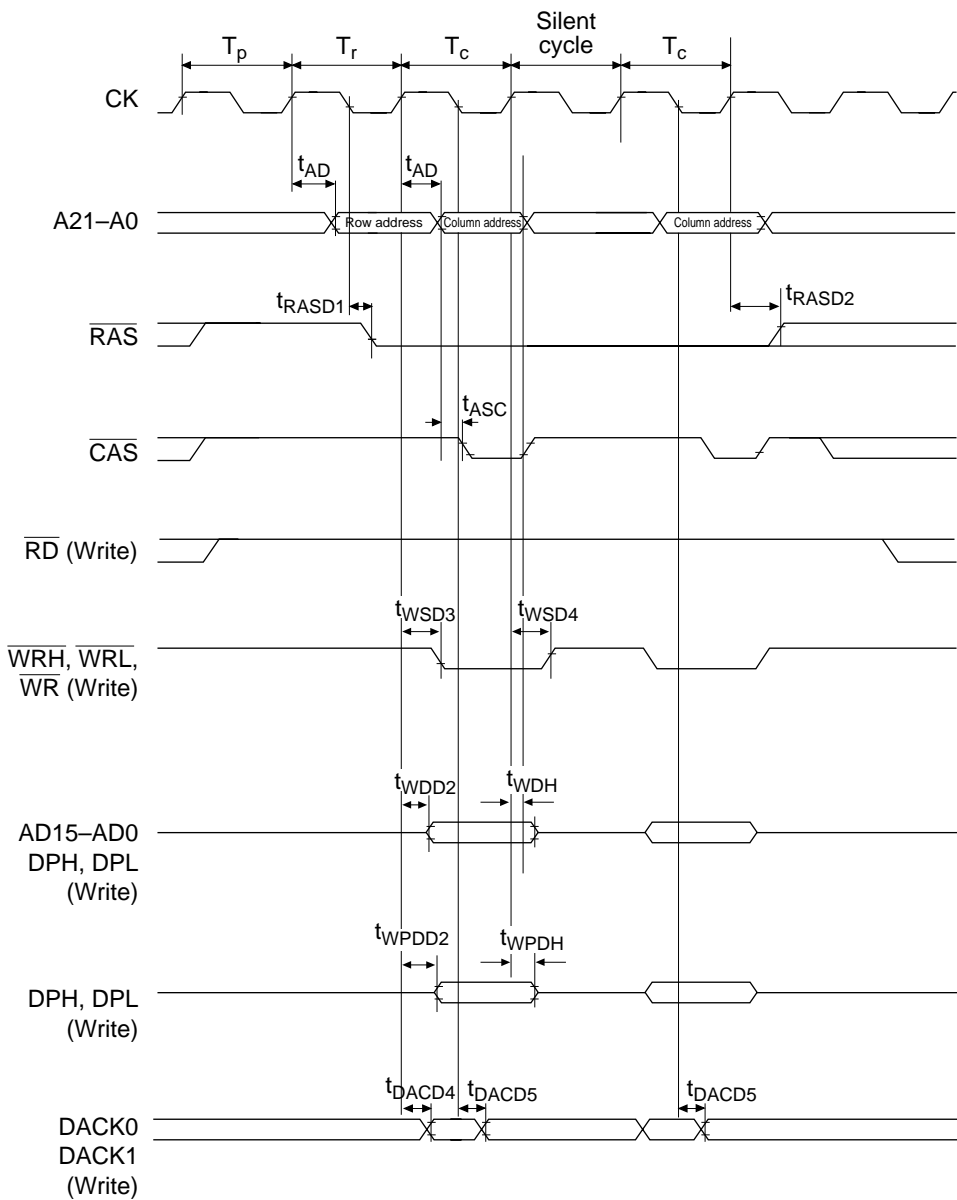 Silent
cycle
Tp Tr Tc Tc
CK
tAD tAD
A21–A0
Row address Column address Column address
tRASD1 tRASD2
RAS
tASC
CAS
RD (Write)
tWSD3 tWSD4
WRH, WRL,
WR (Write)
tWDD2 tWDH
AD15–AD0
DPH, DPL
(Write)
tWPDD2 tWPDH
DPH, DPL
(Write)
tDACD4 tDACD5 tDACD5
DACK0
DACK1
(Write)